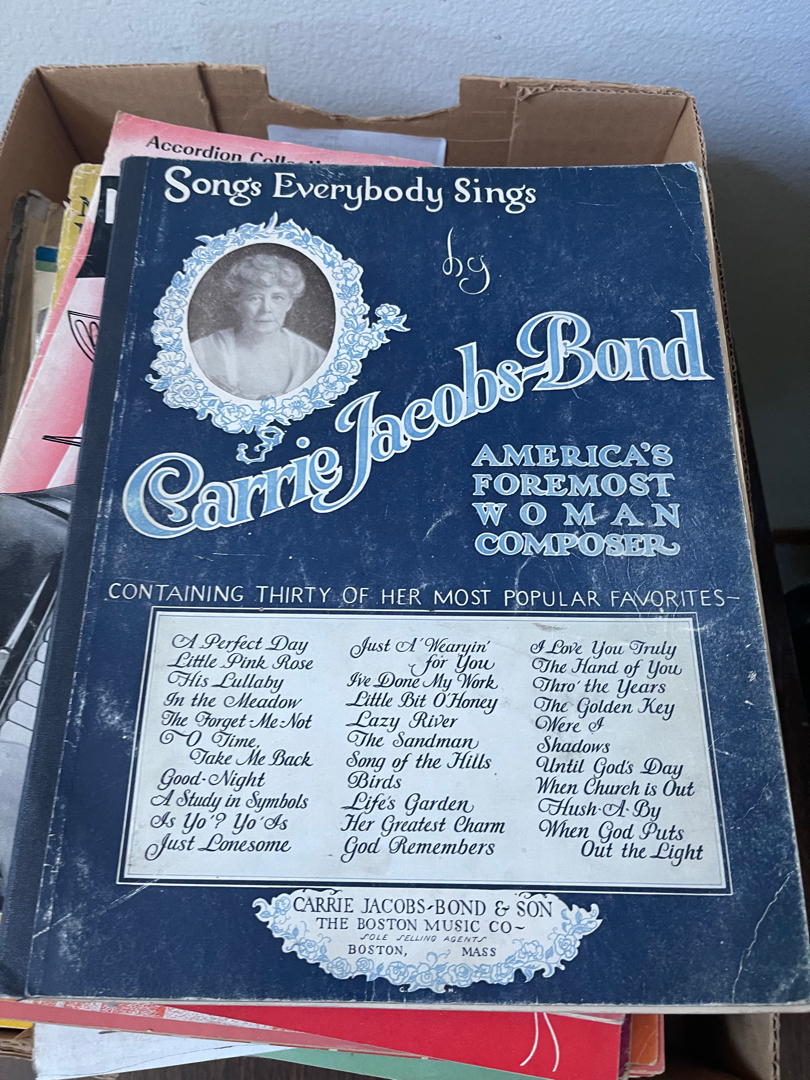 Accordion
Songs Everybody Sings
by
Carrie Jacobs-Bond
AMERICA'S
FOREMOST
WOMAN
COMPOSER
CONTAINING THIRTY OF HER MOST POPULAR FAVORITES~
A Perfect Day
Little Pink Rose
His Lullaby
In the Meadow
The Forget-Me-Not
O Time,
Take Me Back
Good-Night
A Study in Symbols
Is Yo'? Yo' Is
Just Lonesome
Just A'Wearyin'
for You
I've Done My Work
Little Bit O'Honey
Lazy River
The Sandman
Song of the Hills
Birds
Life's Garden
Her Greatest Charm
God Remembers
I Love You Truly
The Hand of You
Thro' the Years
The Golden Key
Were I
Shadows
Until God's Day
When Church is Out
Hush-A-By
When God Puts
Out the Light
CARRIE JACOBS-BOND & SON
THE BOSTON MUSIC CO~
SOLE SELLING AGENTS
BOSTON, MASS